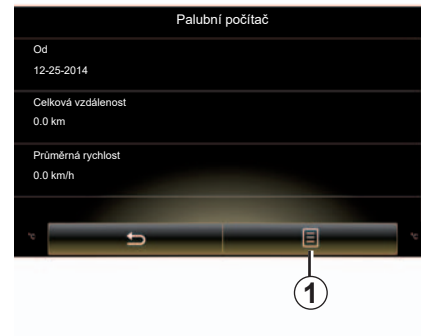 Palubní počítač
Od
12-25-2014
Celková vzdálenost
0.0 km
Průměrná rychlost
0.0 km/h
°C
°C
1